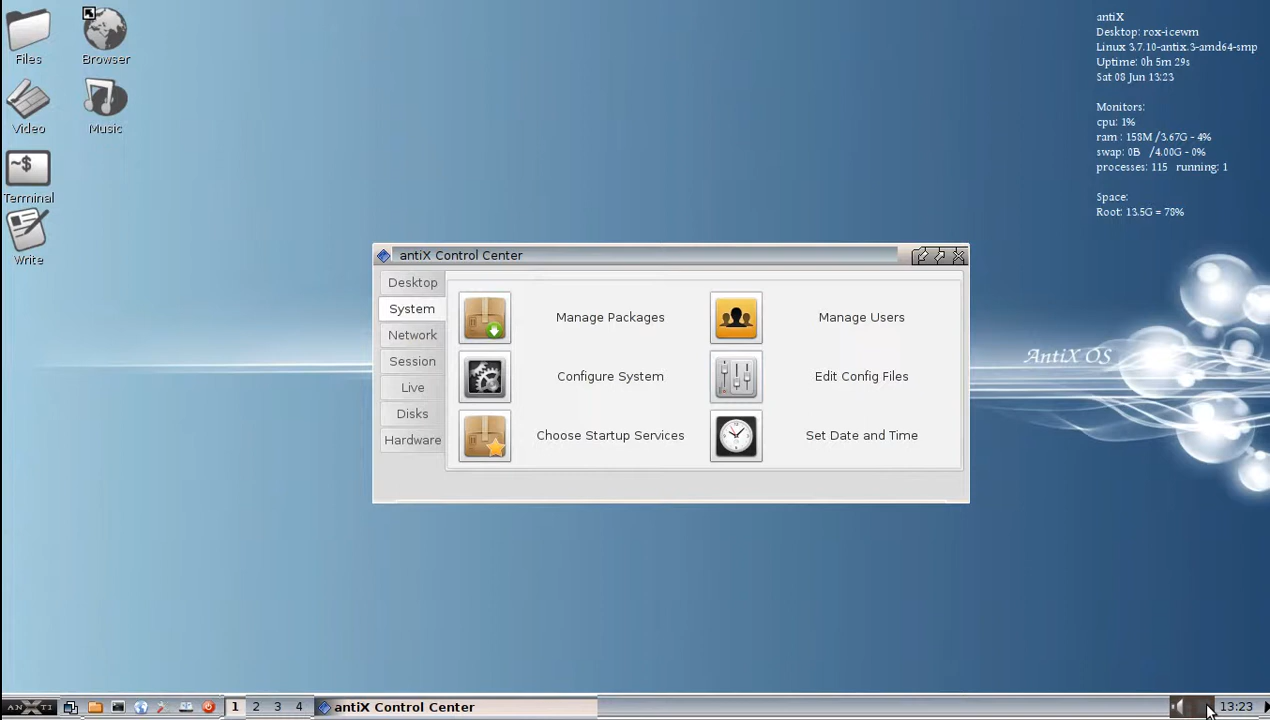 Files
Browser
Video
Music
~$
Terminal
Write
antiX
Desktop: rox-icewm
Linux 3.7.10-antix.3-amd64-smp
Uptime: 0h 5m 29s
Sat 08 Jun 13:23
Monitors:
cpu: 1%
ram : 158M /3.67G - 4%
swap: 0B /4.00G - 0%
processes: 115 running: 1
Space:
Root: 13.5G = 78%
AntiX OS
antiX Control Center
Desktop
System
Network
Session
Live
Disks
Hardware
Manage Packages
Manage Users
Configure System
Edit Config Files
Choose Startup Services
Set Date and Time
1 2 3 4 antiX Control Center 13:23